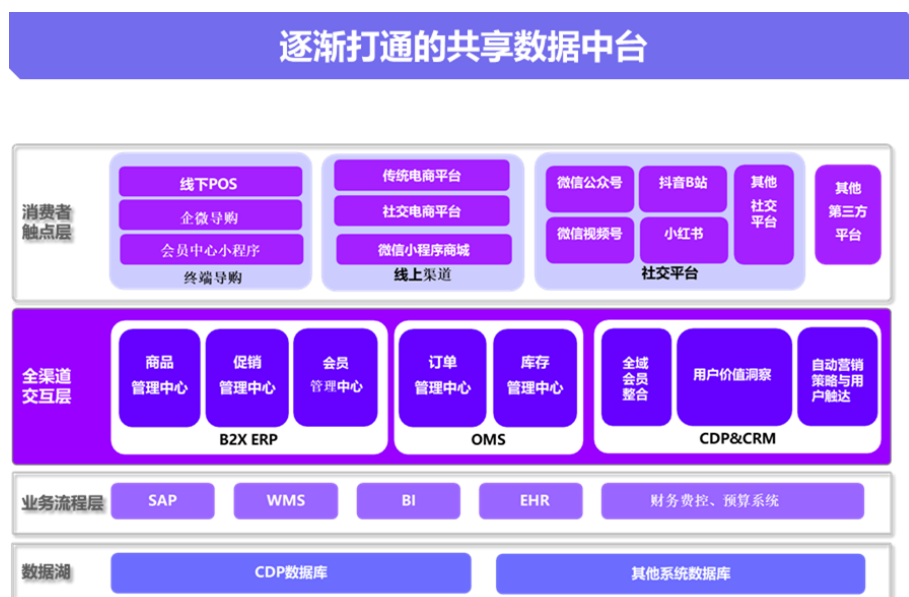 逐渐打通的共享数据中台
消费者
触点层
线下POS
企微导购
会员中心小程序
终端导购
传统电商平台
社交电商平台
微信小程序商城
线上渠道
微信公众号
抖音B站
微信视频号
小红书
其他
社交
平台
社交平台
其他
第三方
平台
全渠道
交互层
商品
管理中心
促销
管理中心
会员
管理中心
B2X ERP
订单
管理中心
库存
管理中心
OMS
全域
会员
整合
用户价值洞察
自动营销
策略与用
户触达
CDP&CRM
业务流程层
SAP
WMS
BI
EHR
财务费控、预算系统
数据湖
CDP数据库
其他系统数据库